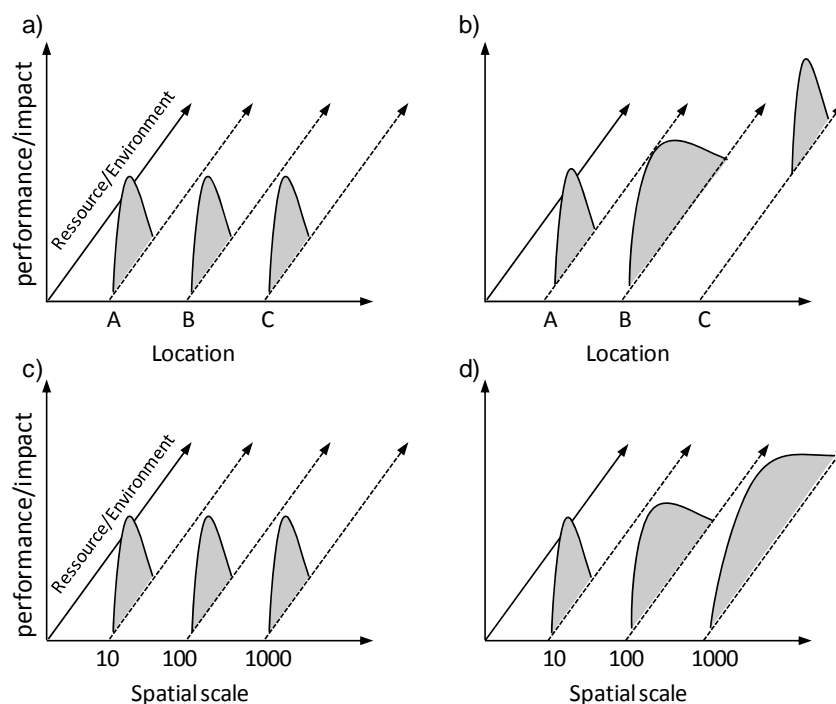 a)
performance/impact
Ressource/Environment
A B C
Location
b)
A B C
Location
c)
performance/impact
Ressource/Environment
10 100 1000
Spatial scale
d)
10 100 1000
Spatial scale